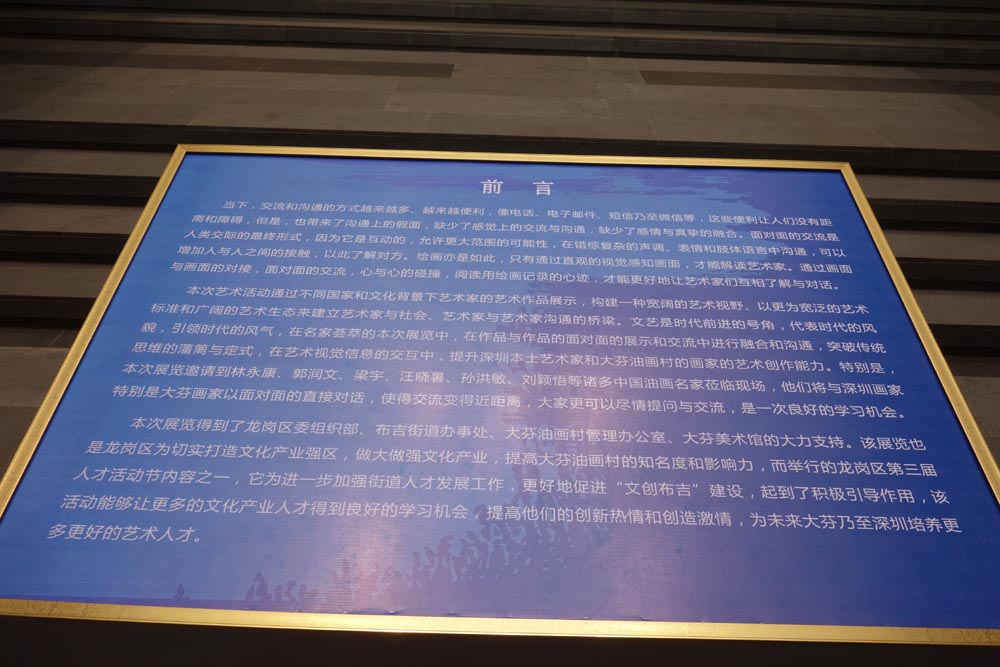 前 言
当下，交流和沟通的方式越来越多、越来越便利，像电话、电子邮件、短信乃至微信等，这些便利让人们没有距
离和障碍，但是，也带来了沟通上的假面，缺少了感觉上的交流与沟通，缺少了感情与真挚的融合。面对面的交流是
人类交际的最终形式，因为它是互动的，允许更大范围的可能性，在错综复杂的声调、表情和肢体语言中沟通，可以
增加人与人之间的接触，以此了解对方。绘画亦是如此，只有通过直观的视觉感知画面，才能解读艺术家。通过画面
与画面的对接，面对面的交流，心与心的碰撞，阅读用绘画记录的心迹，才能更好地让艺术家们互相了解与对话。
本次艺术活动通过不同国家和文化背景下艺术家的艺术作品展示，构建一种宽阔的艺术视野、以更为宽泛的艺术
标准和广阔的艺术生态来建立艺术家与社会、艺术家与艺术家沟通的桥梁。文艺是时代前进的号角，代表时代的风
貌，引领时代的风气，在名家荟萃的本次展览中，在作品与作品的面对面的展示和交流中进行融合和沟通，突破传统
思维的藩篱与定式，在艺术视觉信息的交互中，提升深圳本土艺术家和大芬油画村的画家的艺术创作能力。特别是，
本次展览邀请到林永康、郭润文、梁宇、汪晓曙、孙洪敏、刘颖悟等诸多中国油画名家莅临现场，他们将与深圳画家
特别是大芬画家以面对面的直接对话，使得交流变得近距离，大家更可以尽情提问与交流，是一次良好的学习机会。
本次展览得到了龙岗区委组织部、布吉街道办事处、大芬油画村管理办公室、大芬美术馆的大力支持。该展览也
是龙岗区为切实打造文化产业强区，做大做强文化产业，提高大芬油画村的知名度和影响力，而举行的龙岗区第三届
人才活动节内容之一，它为进一步加强街道人才发展工作，更好地促进“文创布吉”建设，起到了积极引导作用，该
活动能够让更多的文化产业人才得到良好的学习机会，提高他们的创新热情和创造激情，为未来大芬乃至深圳培养更
多更好的艺术人才。